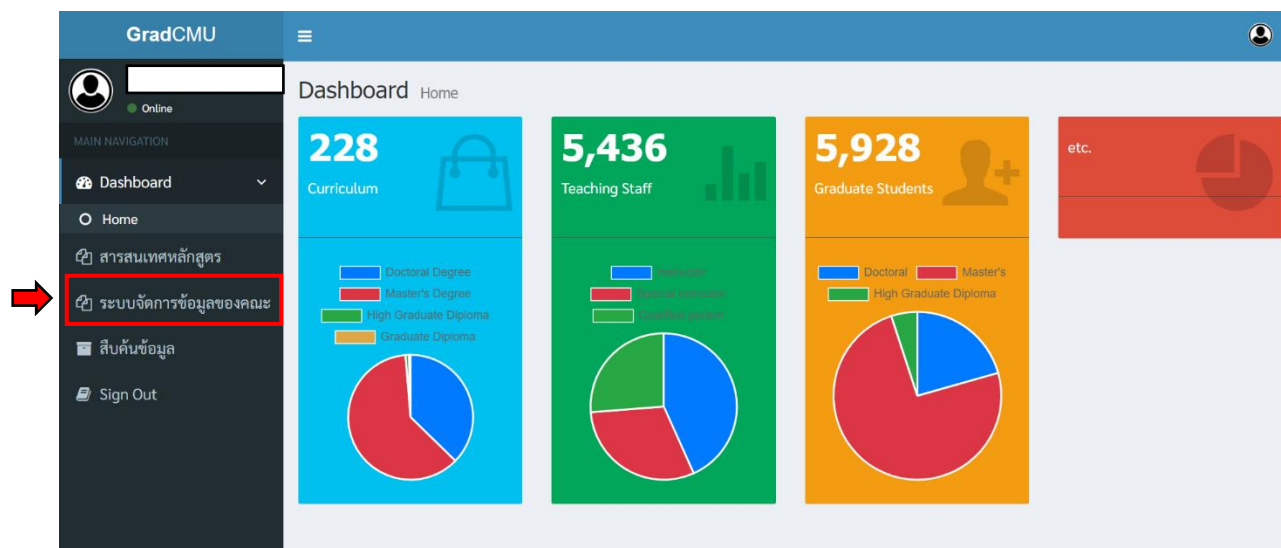 GradCMU
Online
MAIN NAVIGATION
Dashboard
Home
สารสนเทศหลักสูตร
ระบบจัดการข้อมูลของคณะ
สืบค้นข้อมูล
Sign Out
Dashboard Home
228
Curriculum
Doctoral Degree
Master's Degree
High Graduate Diploma
Graduate Diploma
5,436
Teaching Staff
5,928
Graduate Students
Doctoral Master's
High Graduate Diploma
etc.